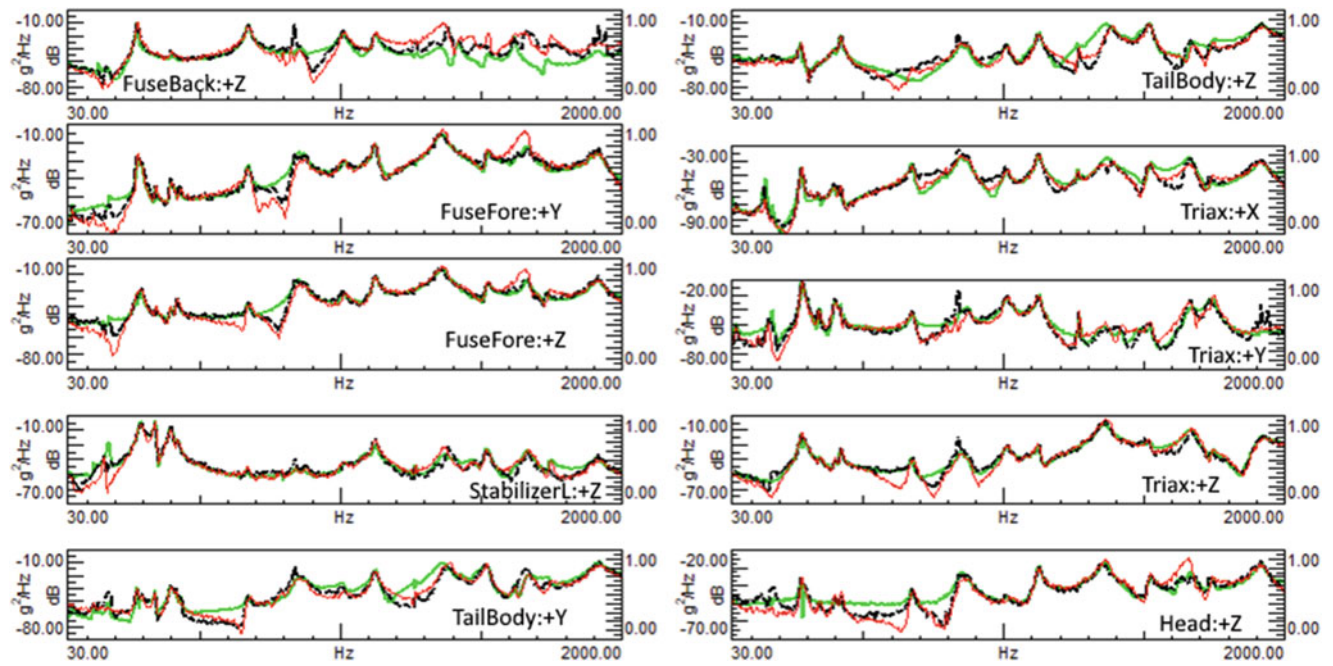 -10.00
1.00
g²/Hz
dB
-80.00
0.00
FuseBack:+Z
30.00
Hz
2000.00
-10.00
1.00
g²/Hz
dB
-70.00
0.00
FuseFore:+Y
30.00
Hz
2000.00
-10.00
1.00
g²/Hz
dB
-80.00
0.00
FuseFore:+Z
30.00
Hz
2000.00
-10.00
1.00
g²/Hz
dB
-70.00
0.00
StabilizerL:+Z
30.00
Hz
2000.00
-10.00
1.00
g²/Hz
dB
-80.00
0.00
TailBody:+Y
30.00
Hz
2000.00
-10.00
1.00
g²/Hz
dB
-80.00
0.00
TailBody:+Z
30.00
Hz
2000.00
-30.00
1.00
g²/Hz
dB
-90.00
0.00
Triax:+X
30.00
Hz
2000.00
-20.00
1.00
g²/Hz
dB
-80.00
0.00
Triax:+Y
30.00
Hz
2000.00
-10.00
1.00
g²/Hz
dB
-70.00
0.00
Triax:+Z
30.00
Hz
2000.00
-20.00
1.00
g²/Hz
dB
-70.00
0.00
Head:+Z
30.00
Hz
2000.00